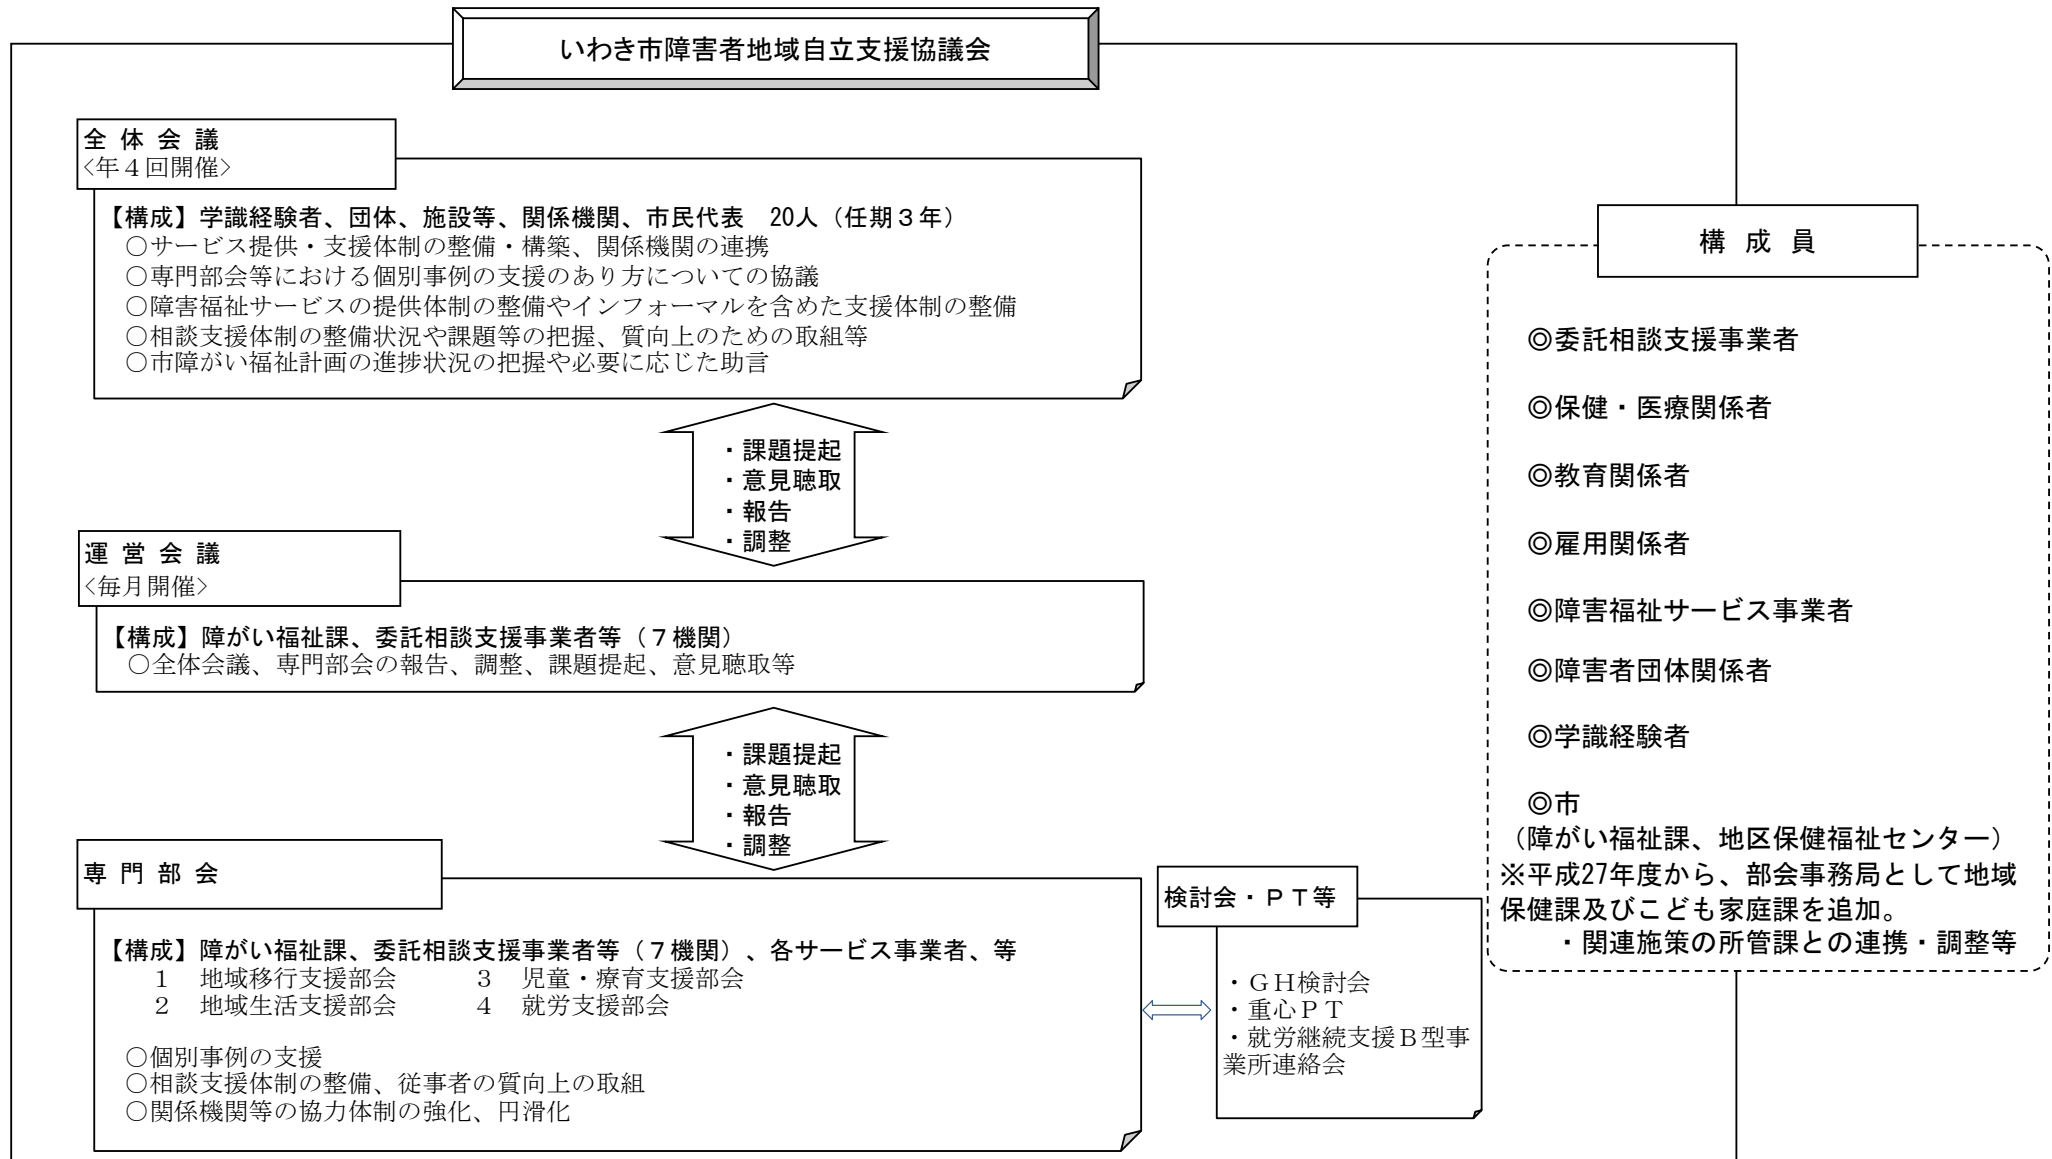 いわき市障害者地域自立支援協議会
全 体 会 議
<年４回開催>
【構成】学識経験者、団体、施設等、関係機関、市民代表　20人（任期３年）
○サービス提供・支援体制の整備・構築、関係機関の連携
○専門部会等における個別事例の支援のあり方についての協議
○障害福祉サービスの提供体制の整備やインフォーマルを含めた支援体制の整備
○相談支援体制の整備状況や課題等の把握、質向上のための取組等
○市障がい福祉計画の進捗状況の把握や必要に応じた助言
・課題提起
・意見聴取
・報告
・調整
運 営 会 議
<毎月開催>
【構成】障がい福祉課、委託相談支援事業者等（７機関）
○全体会議、専門部会の報告、調整、課題提起、意見聴取等
・課題提起
・意見聴取
・報告
・調整
専 門 部 会
【構成】障がい福祉課、委託相談支援事業者等（７機関）、各サービス事業者、等
１　地域移行支援部会　　　３　児童・療育支援部会
２　地域生活支援部会　　　４　就労支援部会
○個別事例の支援
○相談支援体制の整備、従事者の質向上の取組
○関係機関等の協力体制の強化、円滑化
検討会・ＰＴ等
・ＧＨ検討会
・重心ＰＴ
・就労継続支援Ｂ型事
業所連絡会
構 成 員
◎委託相談支援事業者
◎保健・医療関係者
◎教育関係者
◎雇用関係者
◎障害福祉サービス事業者
◎障害者団体関係者
◎学識経験者
◎市
（障がい福祉課、地区保健福祉センター）
※平成27年度から、部会事務局として地域
保健課及びこども家庭課を追加。
・関連施策の所管課との連携・調整等